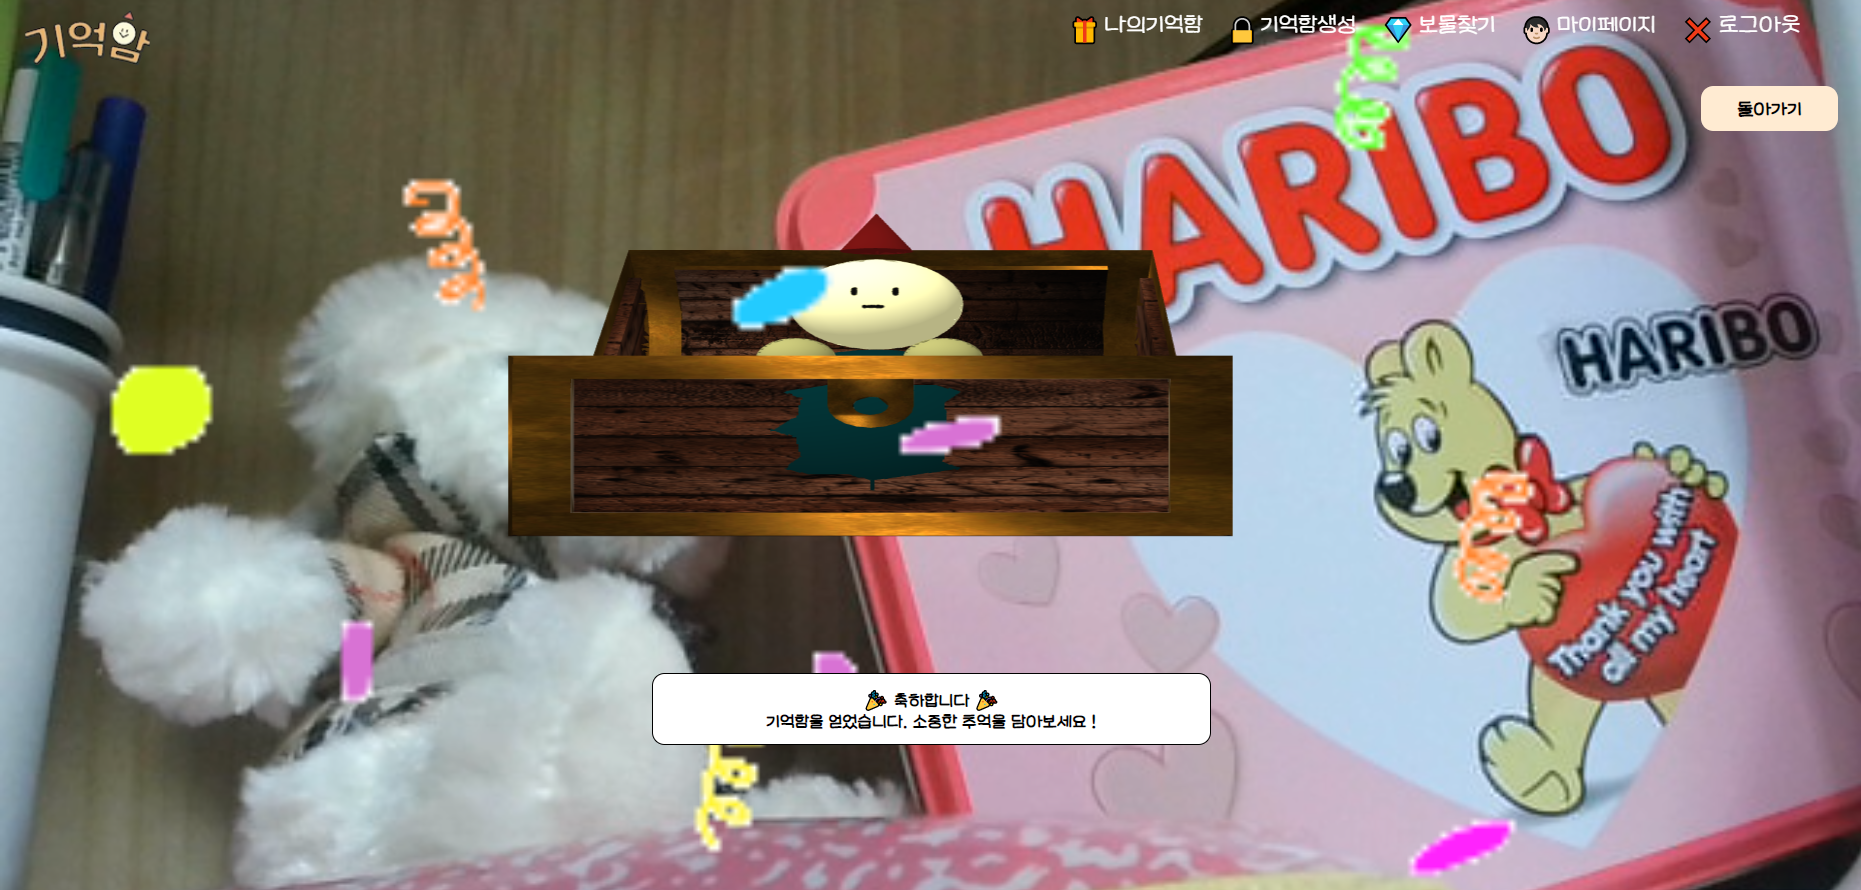 기억함
나의기억함
기억함생성
보물찾기
마이페이지
로그아웃
돌아가기
HARIBO
HARIBO
Thank you with
all my heart
축하합니다
기억함을 얻었습니다. 소중한 추억을 담아보세요 !